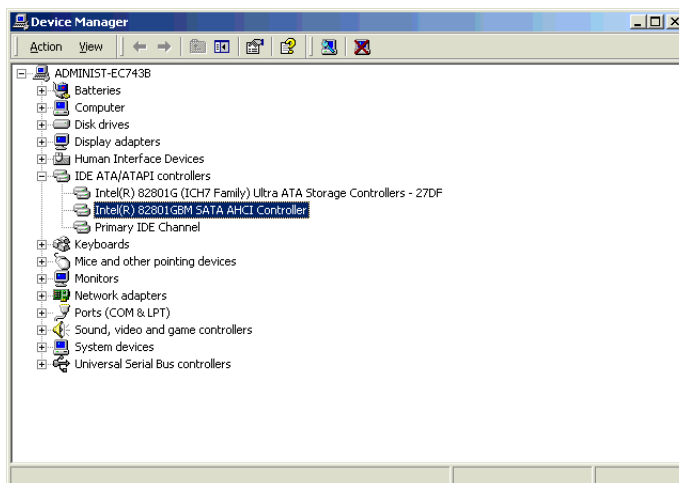 Device Manager
Action View
ADMINIST-EC743B
Batteries
Computer
Disk drives
Display adapters
Human Interface Devices
IDE ATA/ATAPI controllers
Intel(R) 82801G (ICH7 Family) Ultra ATA Storage Controllers - 27DF
Intel(R) 82801GBM SATA AHCI Controller
Primary IDE Channel
Keyboards
Mice and other pointing devices
Monitors
Network adapters
Ports (COM & LPT)
Sound, video and game controllers
System devices
Universal Serial Bus controllers